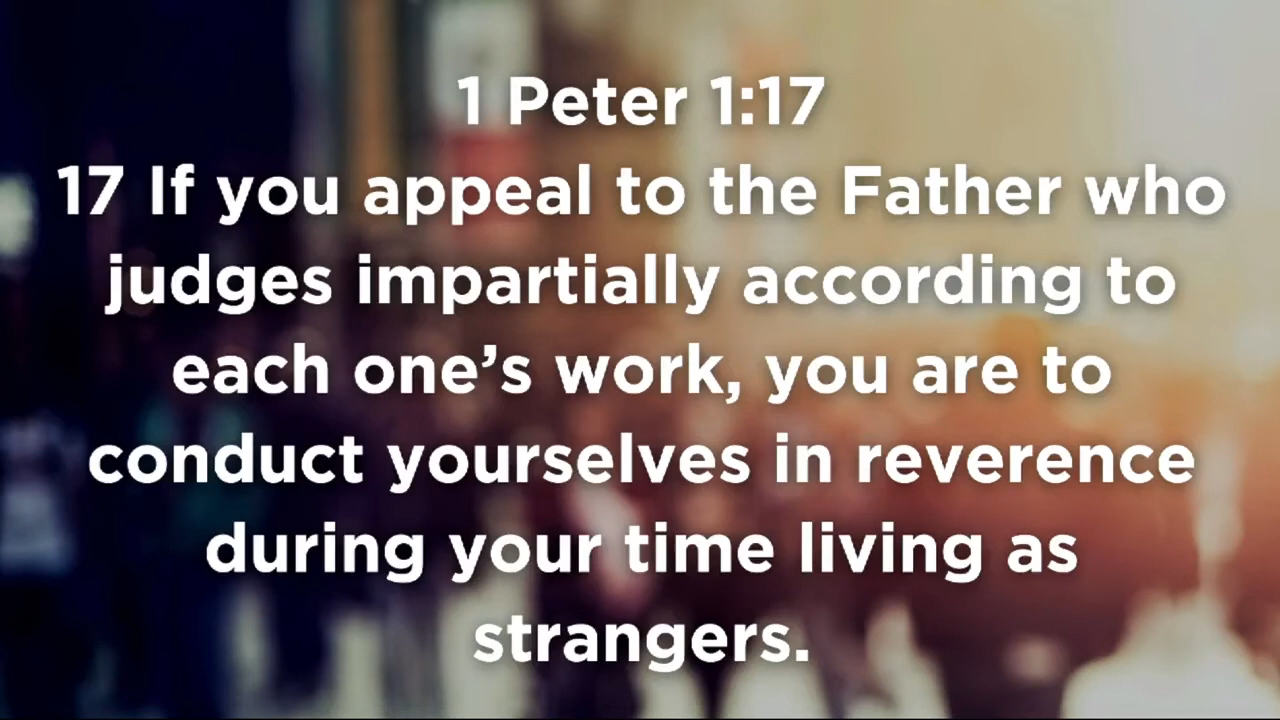 1 Peter 1:17
17 If you appeal to the Father who
judges impartially according to
each one’s work, you are to
conduct yourselves in reverence
during your time living as
strangers.